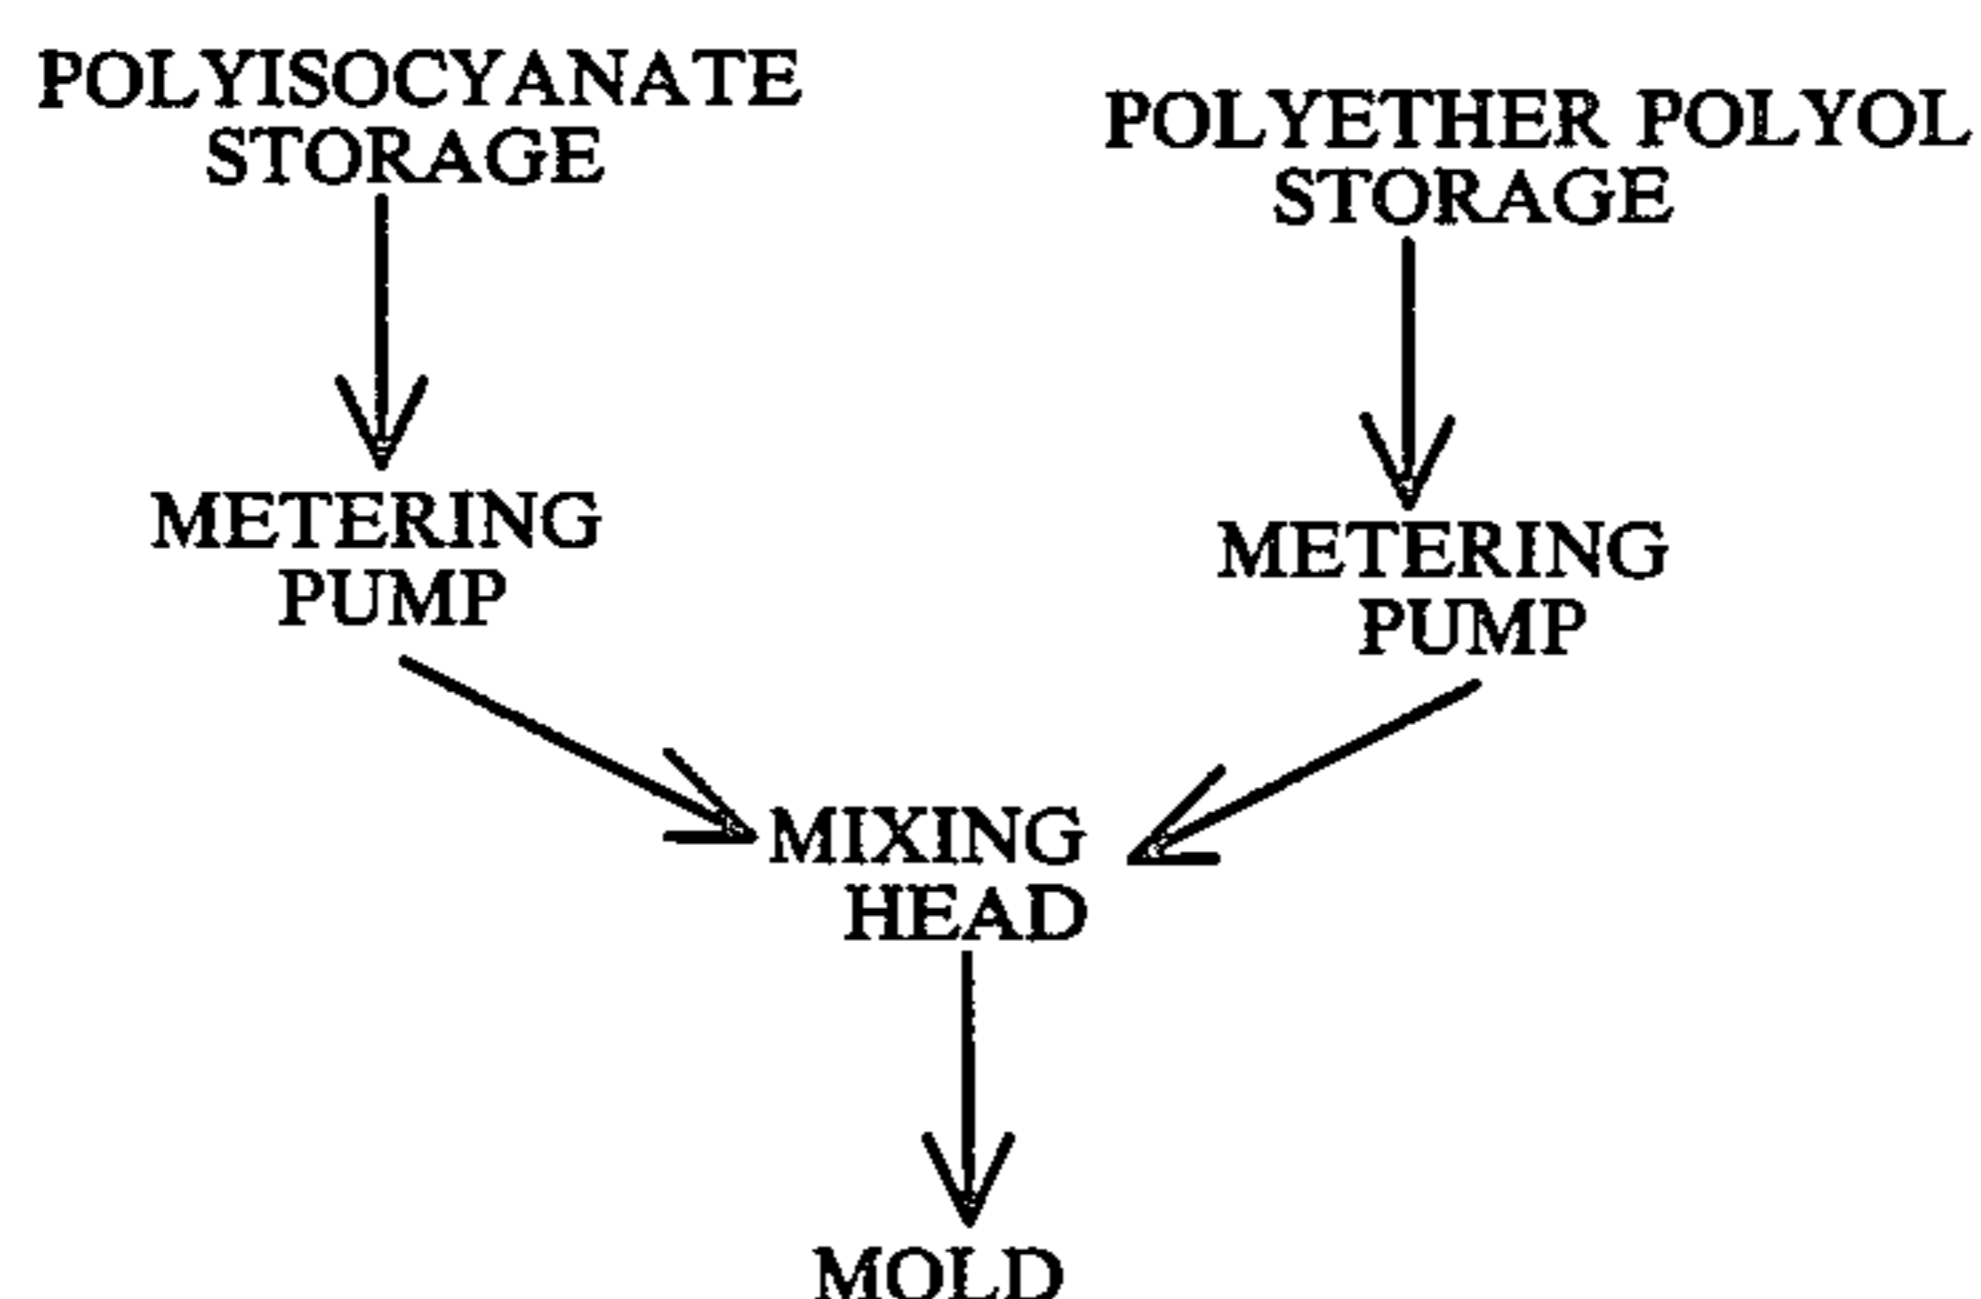 POLYISOCYANATE
STORAGE
POLYETHER POLYOL
STORAGE
METERING
PUMP
METERING
PUMP
MIXING
HEAD
MOLD